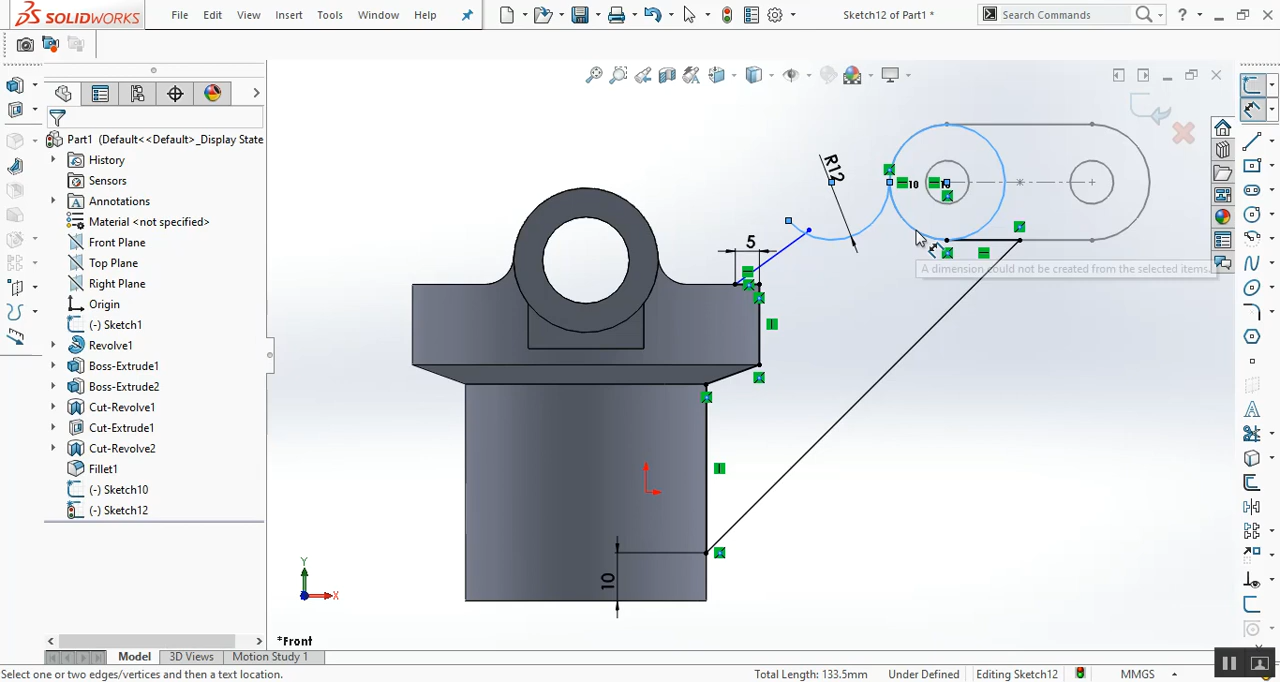 SOLIDWORKS
File Edit View Insert Tools Window Help
Sketch12 of Part1 *
Search Commands
Part1 (Default<<Default>_Display State
History
Sensors
Annotations
Material <not specified>
Front Plane
Top Plane
Right Plane
Origin
(-) Sketch1
Revolve1
Boss-Extrude1
Boss-Extrude2
Cut-Revolve1
Cut-Extrude1
Cut-Revolve2
Fillet1
(-) Sketch10
(-) Sketch12
R12
10
5
A dimension could not be created from the selected items.
10
Y
X
*Front
Model 3D Views Motion Study 1
Select one or two edges/vertices and then a text location.
Total Length: 133.5mm Under Defined Editing Sketch12 MMGS